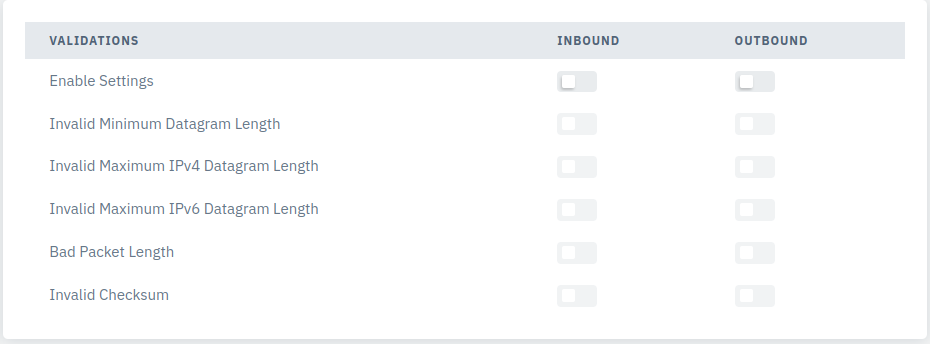 VALIDATIONS INBOUND OUTBOUND
Enable Settings
Invalid Minimum Datagram Length
Invalid Maximum IPv4 Datagram Length
Invalid Maximum IPv6 Datagram Length
Bad Packet Length
Invalid Checksum